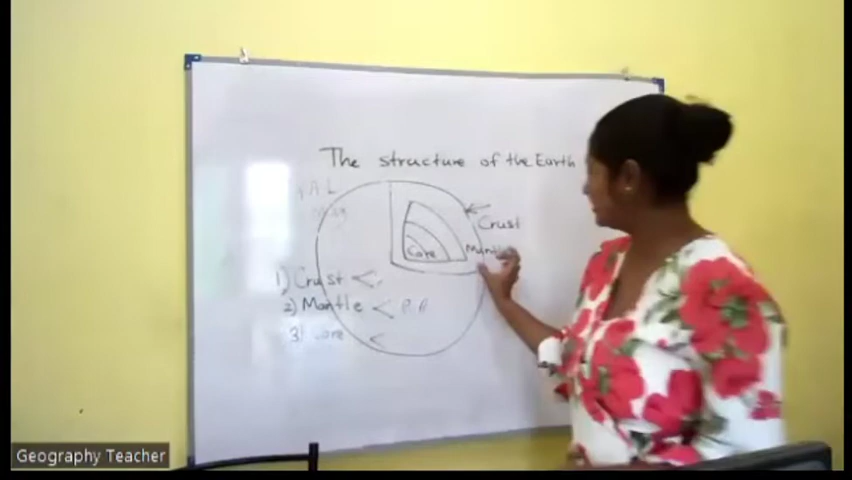 The structure of the Earth
Crust
Mantle
Core
1) Crust <
2) Mantle <
3) Core <
Geography Teacher